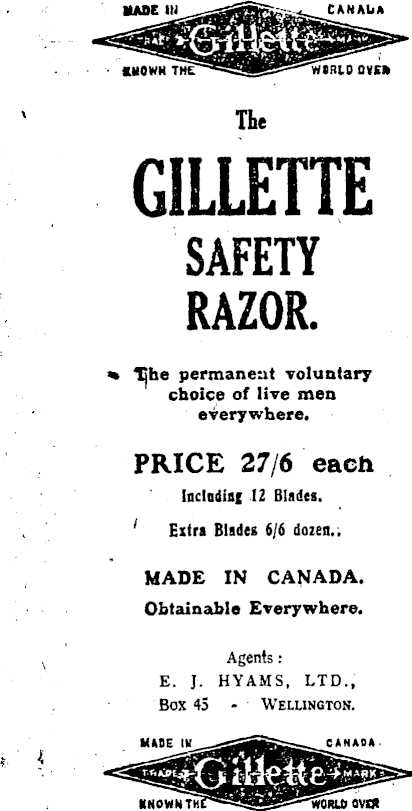 MADE IN CANADA
TRADE Gillette MARK
KNOWN THE WORLD OVER
The
GILLETTE
SAFETY
RAZOR.
The permanent voluntary
choice of live men
everywhere.
PRICE 27/6 each
Including 12 Blades.
Extra Blades 6/6 dozen.
MADE IN CANADA.
Obtainable Everywhere.
Agents:
E. J. HYAMS, LTD.,
Box 45 - WELLINGTON.
MADE IN CANADA.
TRADE Gillette MARK
KNOWN THE WORLD OVER